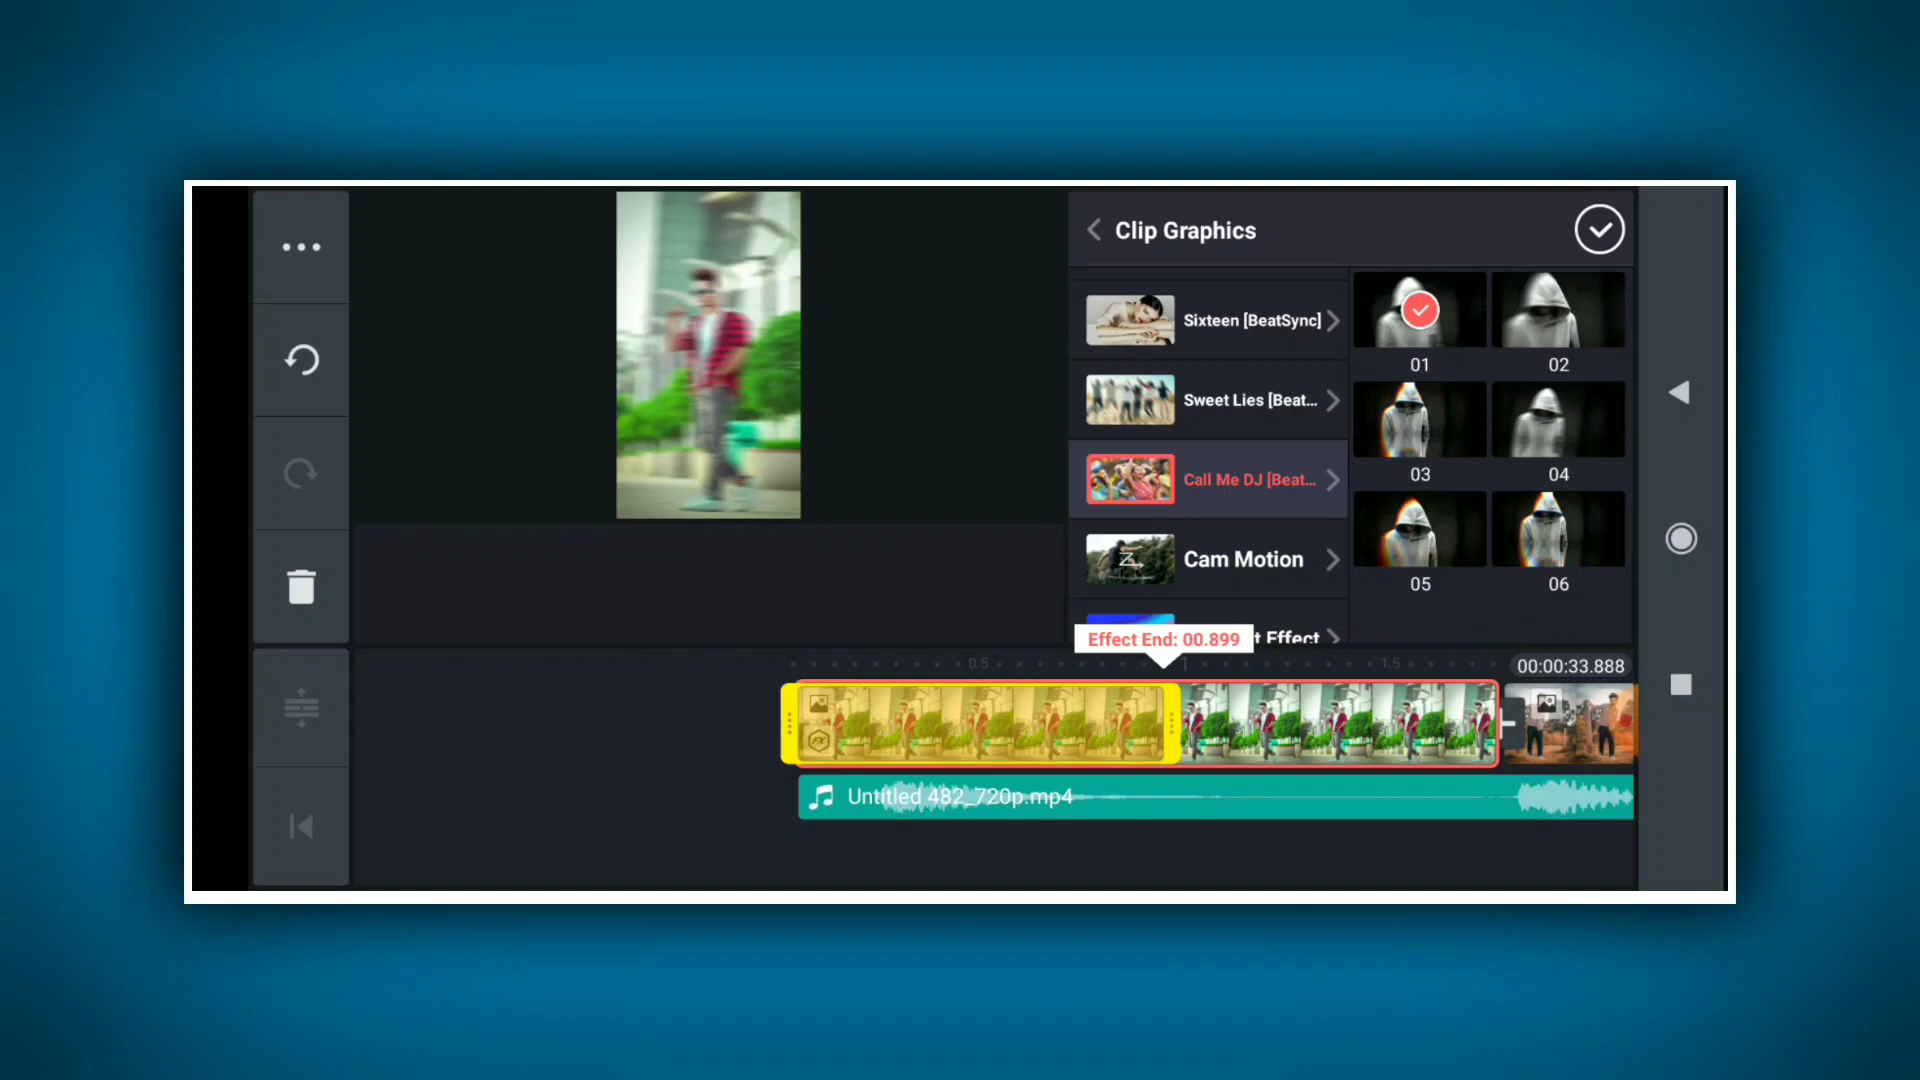 Clip Graphics
Sixteen [BeatSync]
Sweet Lies [Beat...
Call Me DJ [Beat...
Cam Motion
t Effect
01
02
03
04
05
06
Effect End: 00.899
0.5
1
1.5
00:00:33.888
FX
Untitled 482_720p.mp4